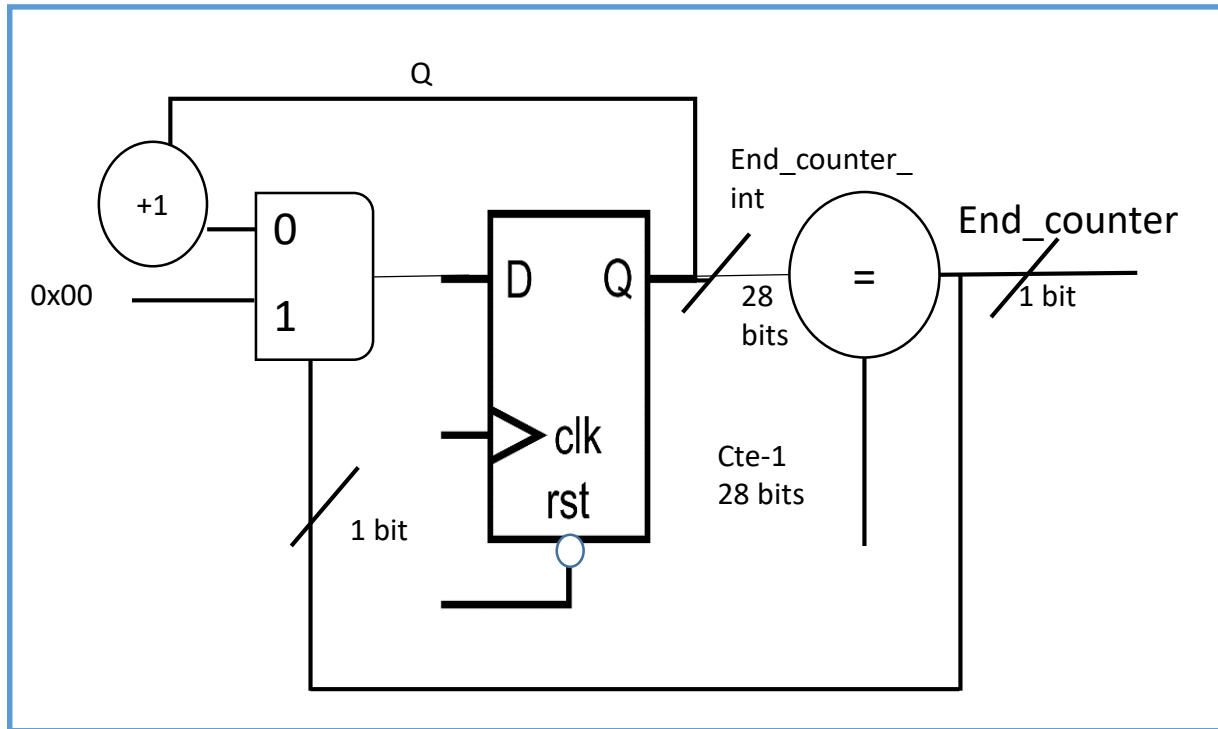 Q
End_counter_
int
End_counter
+1
0
D
Q
=
0x00
1
28
bits
1 bit
clk
Cte-1
28 bits
rst
1 bit